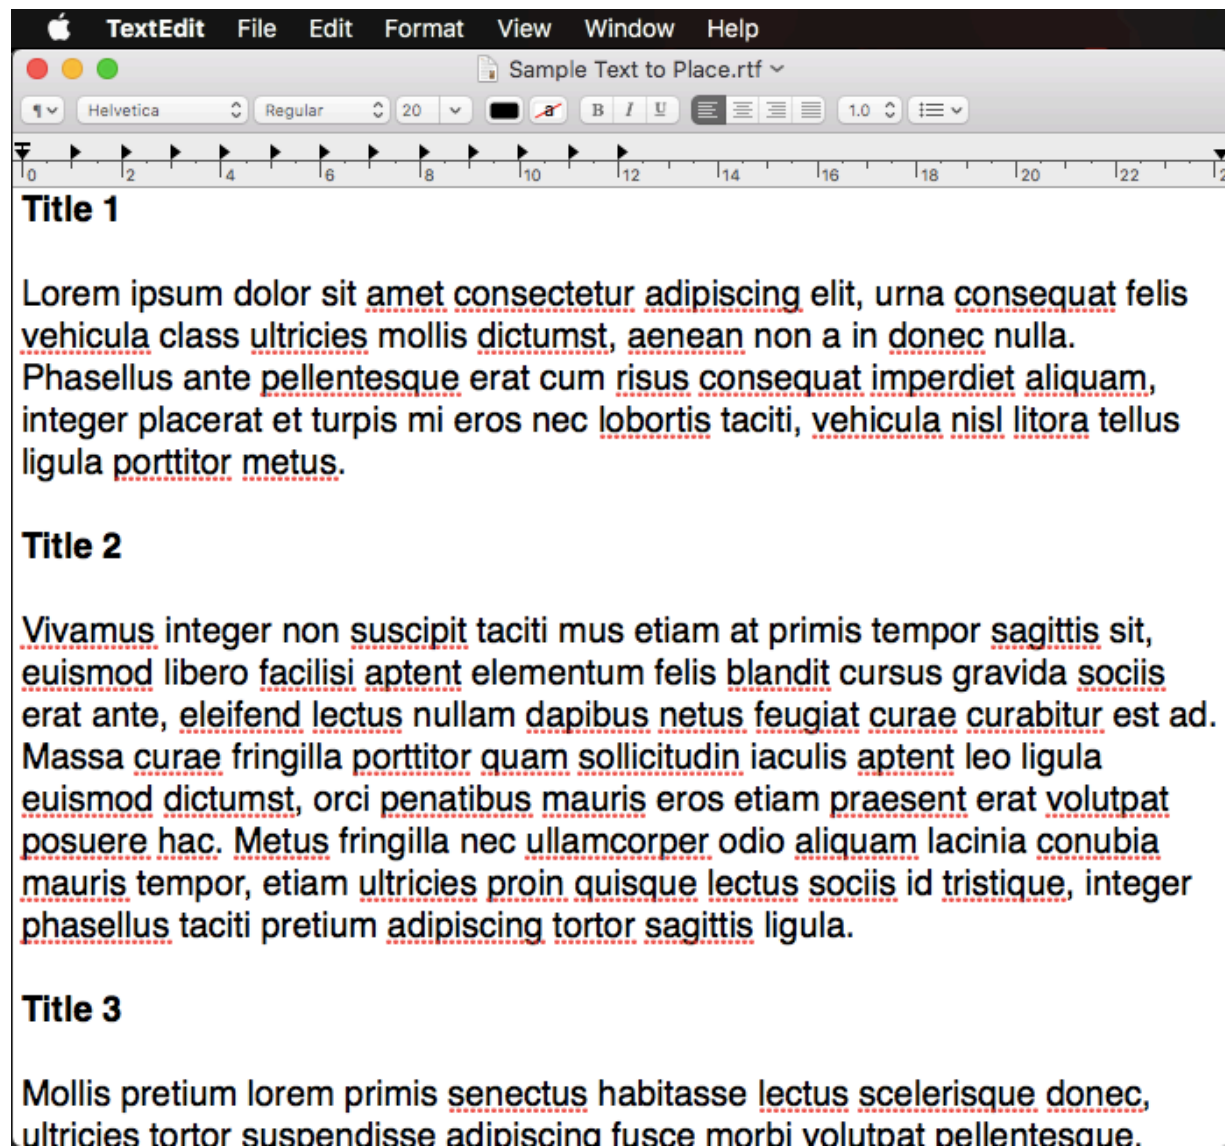 TextEdit File Edit Format View Window Help
Sample Text to Place.rtf
¶ Helvetica Regular 20 a B I U 1.0
0 2 4 6 8 10 12 14 16 18 20 22 2
Title 1
Lorem ipsum dolor sit amet consectetur adipiscing elit, urna consequat felis
vehicula class ultricies mollis dictumst, aenean non a in donec nulla.
Phasellus ante pellentesque erat cum risus consequat imperdiet aliquam,
integer placerat et turpis mi eros nec lobortis taciti, vehicula nisl litora tellus
ligula porttitor metus.
Title 2
Vivamus integer non suscipit taciti mus etiam at primis tempor sagittis sit,
euismod libero facilisi aptent elementum felis blandit cursus gravida sociis
erat ante, eleifend lectus nullam dapibus netus feugiat curae curabitur est ad.
Massa curae fringilla porttitor quam sollicitudin iaculis aptent leo ligula
euismod dictumst, orci penatibus mauris eros etiam praesent erat volutpat
posuere hac. Metus fringilla nec ullamcorper odio aliquam lacinia conubia
mauris tempor, etiam ultricies proin quisque lectus sociis id tristique, integer
phasellus taciti pretium adipiscing tortor sagittis ligula.
Title 3
Mollis pretium lorem primis senectus habitasse lectus scelerisque donec,
ultricies tortor suspendisse adipiscing fusce morbi volutpat pellentesque,